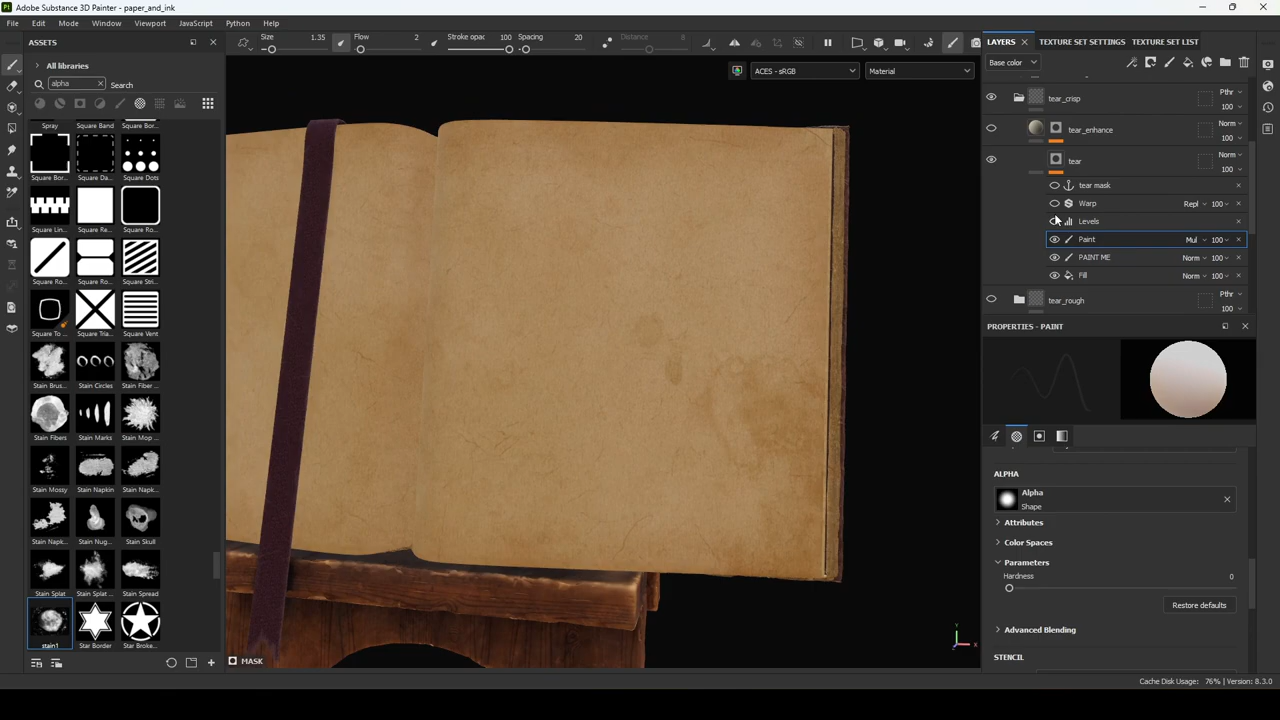 Pt Adobe Substance 3D Painter - paper_and_ink
File Edit Mode Window Viewport JavaScript Python Help
ASSETS
Size 1.35 Flow 2 Stroke opa... 100 Spacing 20 Distance 8
LAYERS TEXTURE SET SETTINGS TEXTURE SET LIST
All libraries
Base color
ACES - sRGB Material
alpha Search
tear_crisp Pthr 100
tear_enhance Norm 100
tear Norm 100
tear mask
Warp Repl 100
Levels
Paint Mul 100
PAINT ME Norm 100
Fill Norm 100
tear_rough Pthr 100
PROPERTIES - PAINT
Spray Square Band Square Bor...
Square Bor... Square Da... Square Dots
Square Lin... Square Re... Square Ro...
Square Ro... Square Ro... Square Stri...
Square To ... Square Tria... Square Vent
Stain Brus... Stain Circles Stain Fiber ...
Stain Fibers Stain Marks Stain Mop ...
Stain Mossy Stain Napkin Stain Napk...
Stain Napk... Stain Nug... Stain Skull
Stain Splat Stain Splat ... Stain Spread
stain1 Star Border Star Broke...
ALPHA
Alpha
Shape
Attributes
Color Spaces
Parameters
Hardness 0
Restore defaults
Advanced Blending
STENCIL
MASK
Y
X
Cache Disk Usage: 76% | Version: 8.3.0